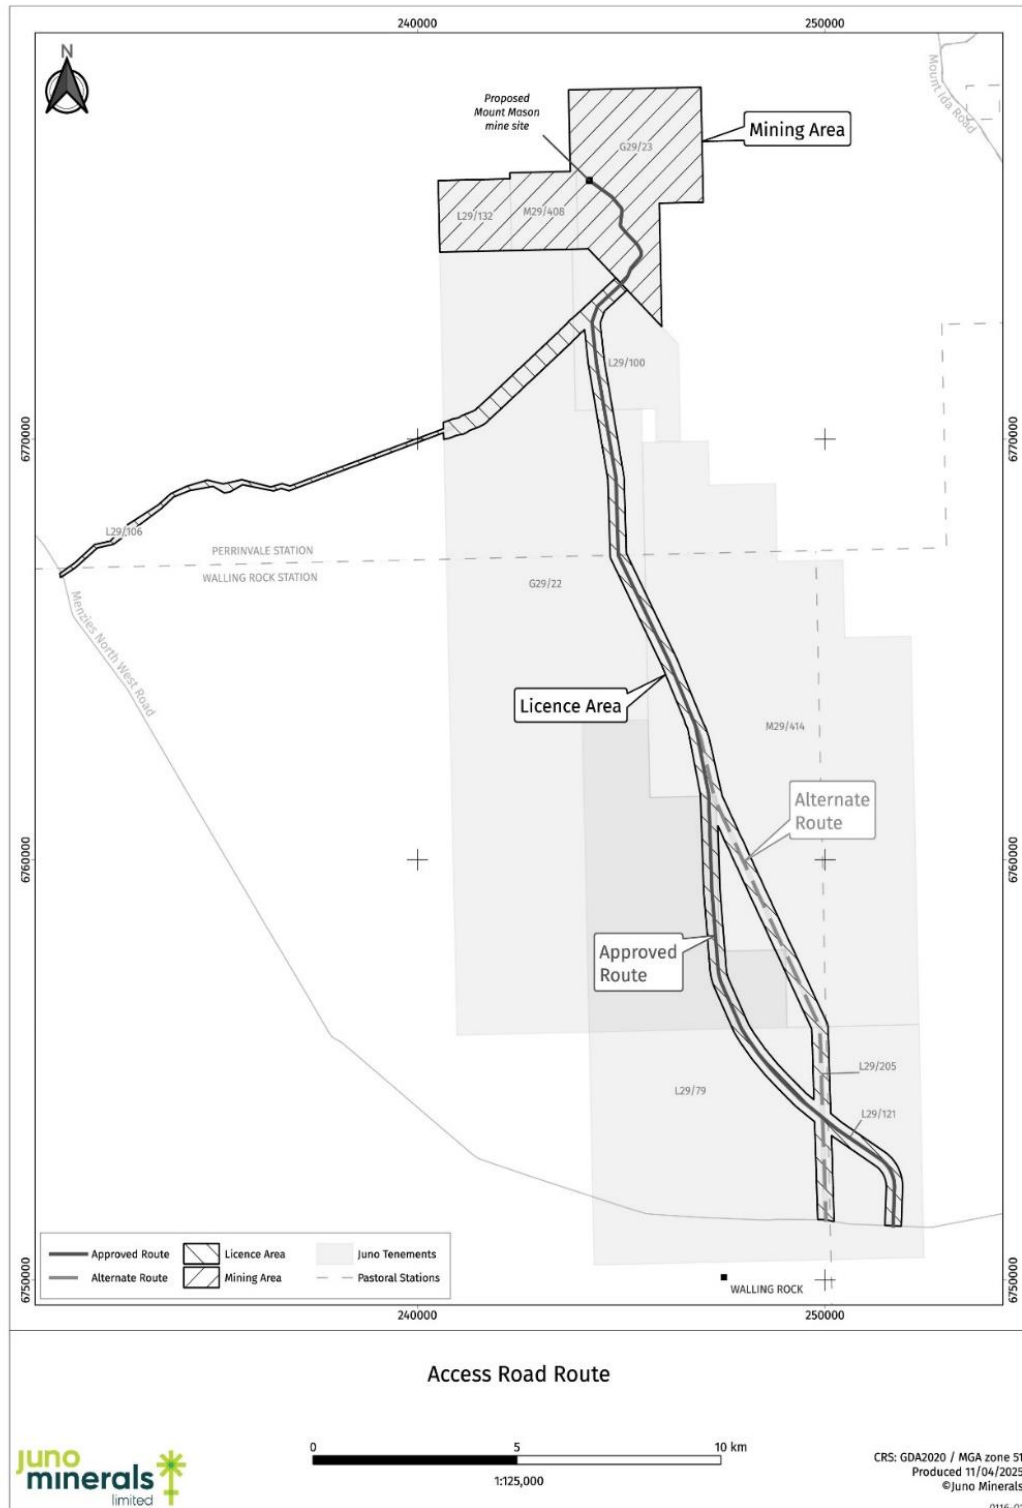 240000
250000
N
Mount Ida Road
Proposed
Mount Mason
mine site
Mining Area
G29/23
L29/132
M29/408
L29/100
6770000
6770000
L29/106
PERRINVALE STATION
WALLING ROCK STATION
G29/22
Menzies North West Road
Licence Area
M29/414
Alternate
Route
6760000
6760000
Approved
Route
L29/205
L29/79
L29/121
Approved Route
Licence Area
Juno Tenements
Alternate Route
Mining Area
Pastoral Stations
WALLING ROCK
6750000
6750000
240000
250000
Access Road Route
juno
minerals
limited
0
5
10 km
1:125,000
CRS: GDA2020 / MGA zone 51
Produced 11/04/2025
©Juno Minerals